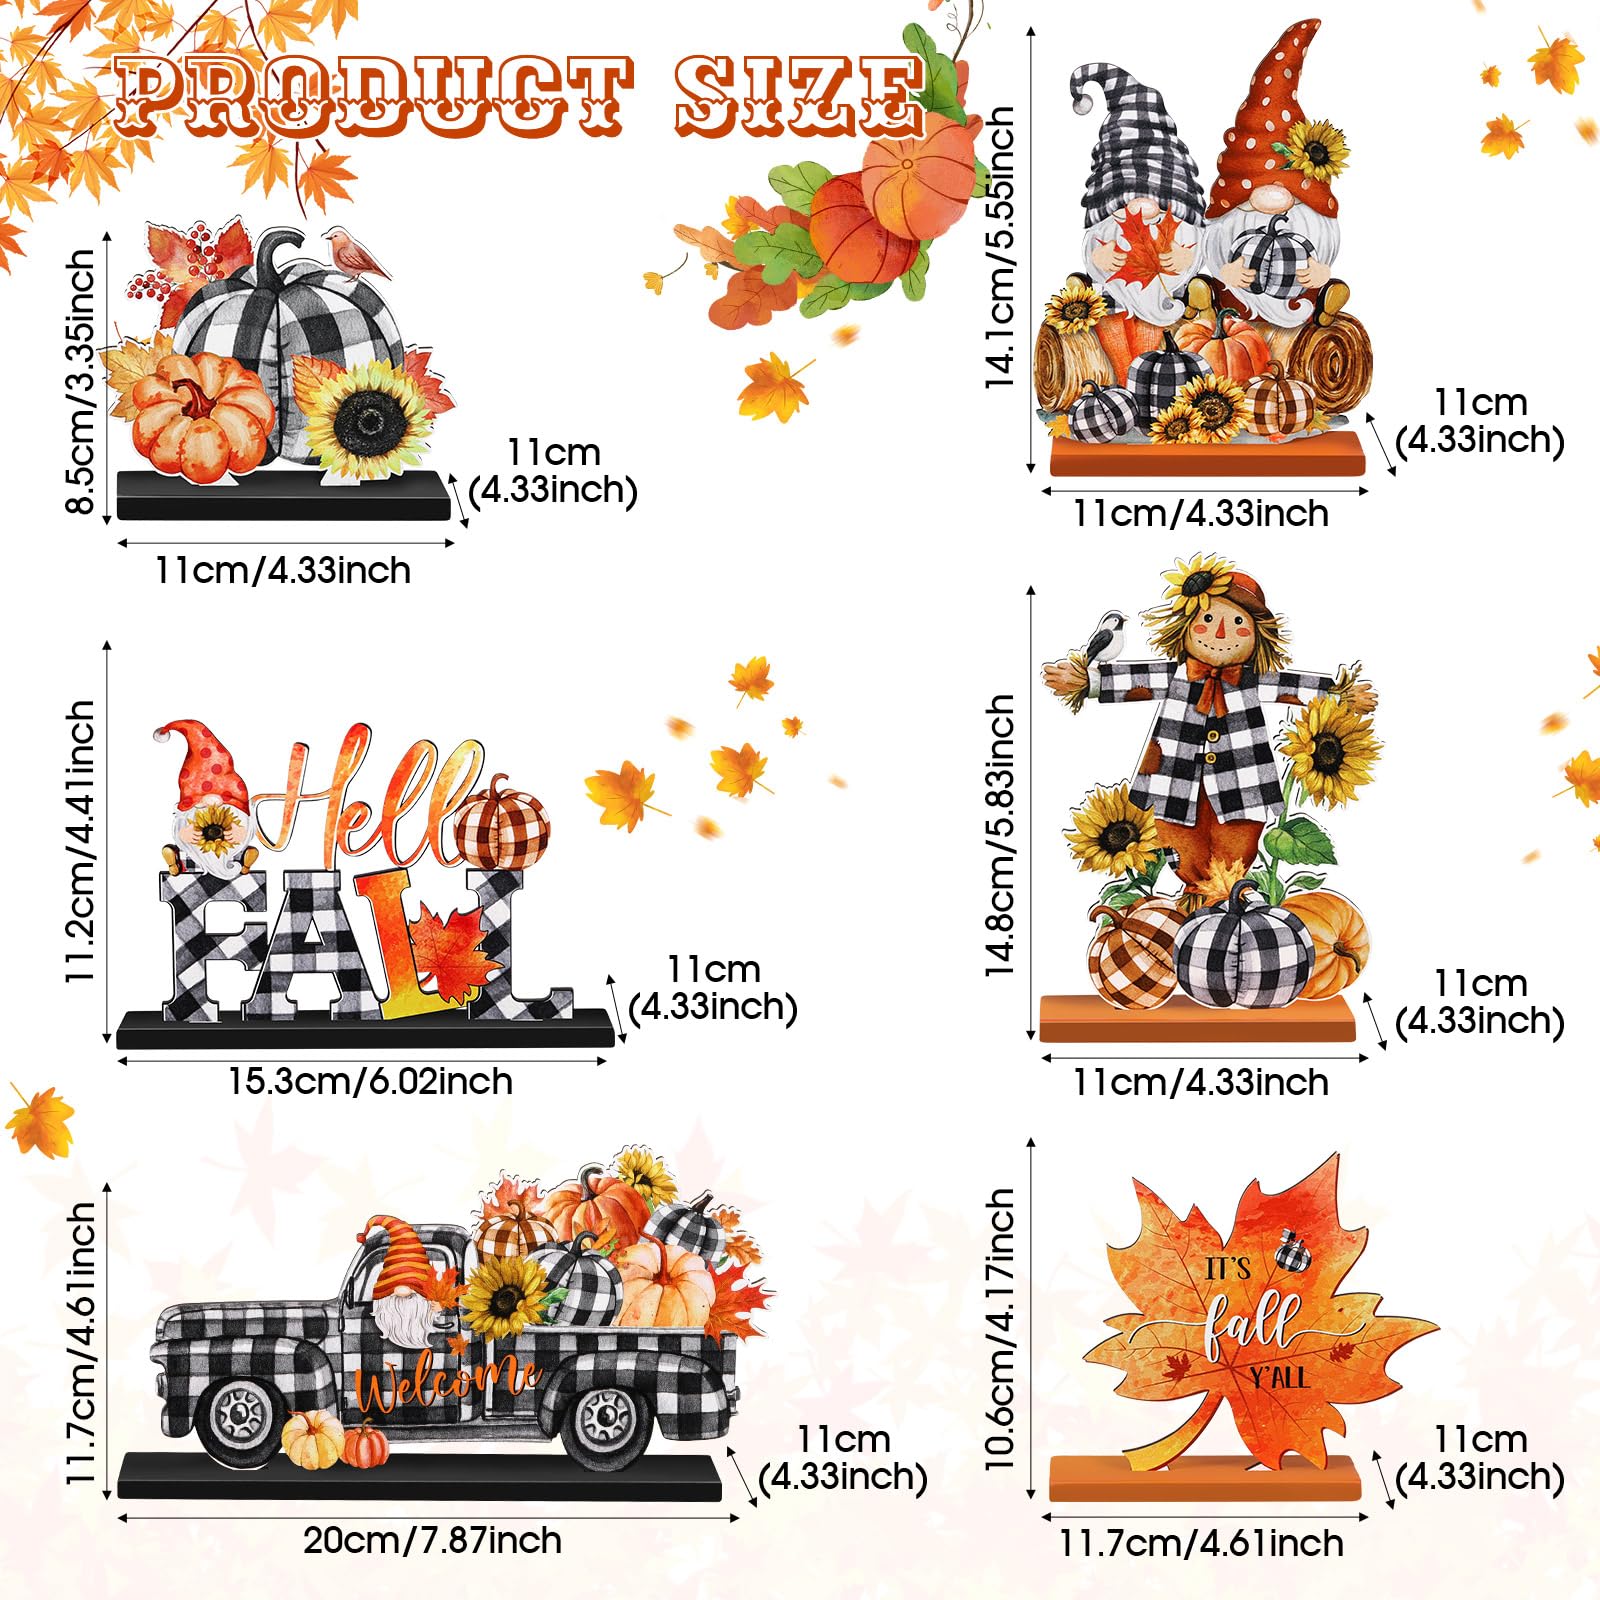 PRODUCT SIZE
8.5cm/3.35inch
11cm
(4.33inch)
11cm/4.33inch
14.1cm/5.55inch
11cm
(4.33inch)
11cm/4.33inch
11.2cm/4.41inch
Hello
FALL
11cm
(4.33inch)
15.3cm/6.02inch
14.8cm/5.83inch
11cm
(4.33inch)
11cm/4.33inch
11.7cm/4.61inch
Welcome
11cm
(4.33inch)
20cm/7.87inch
10.6cm/4.17inch
IT'S
fall
Y'ALL
11cm
(4.33inch)
11.7cm/4.61inch